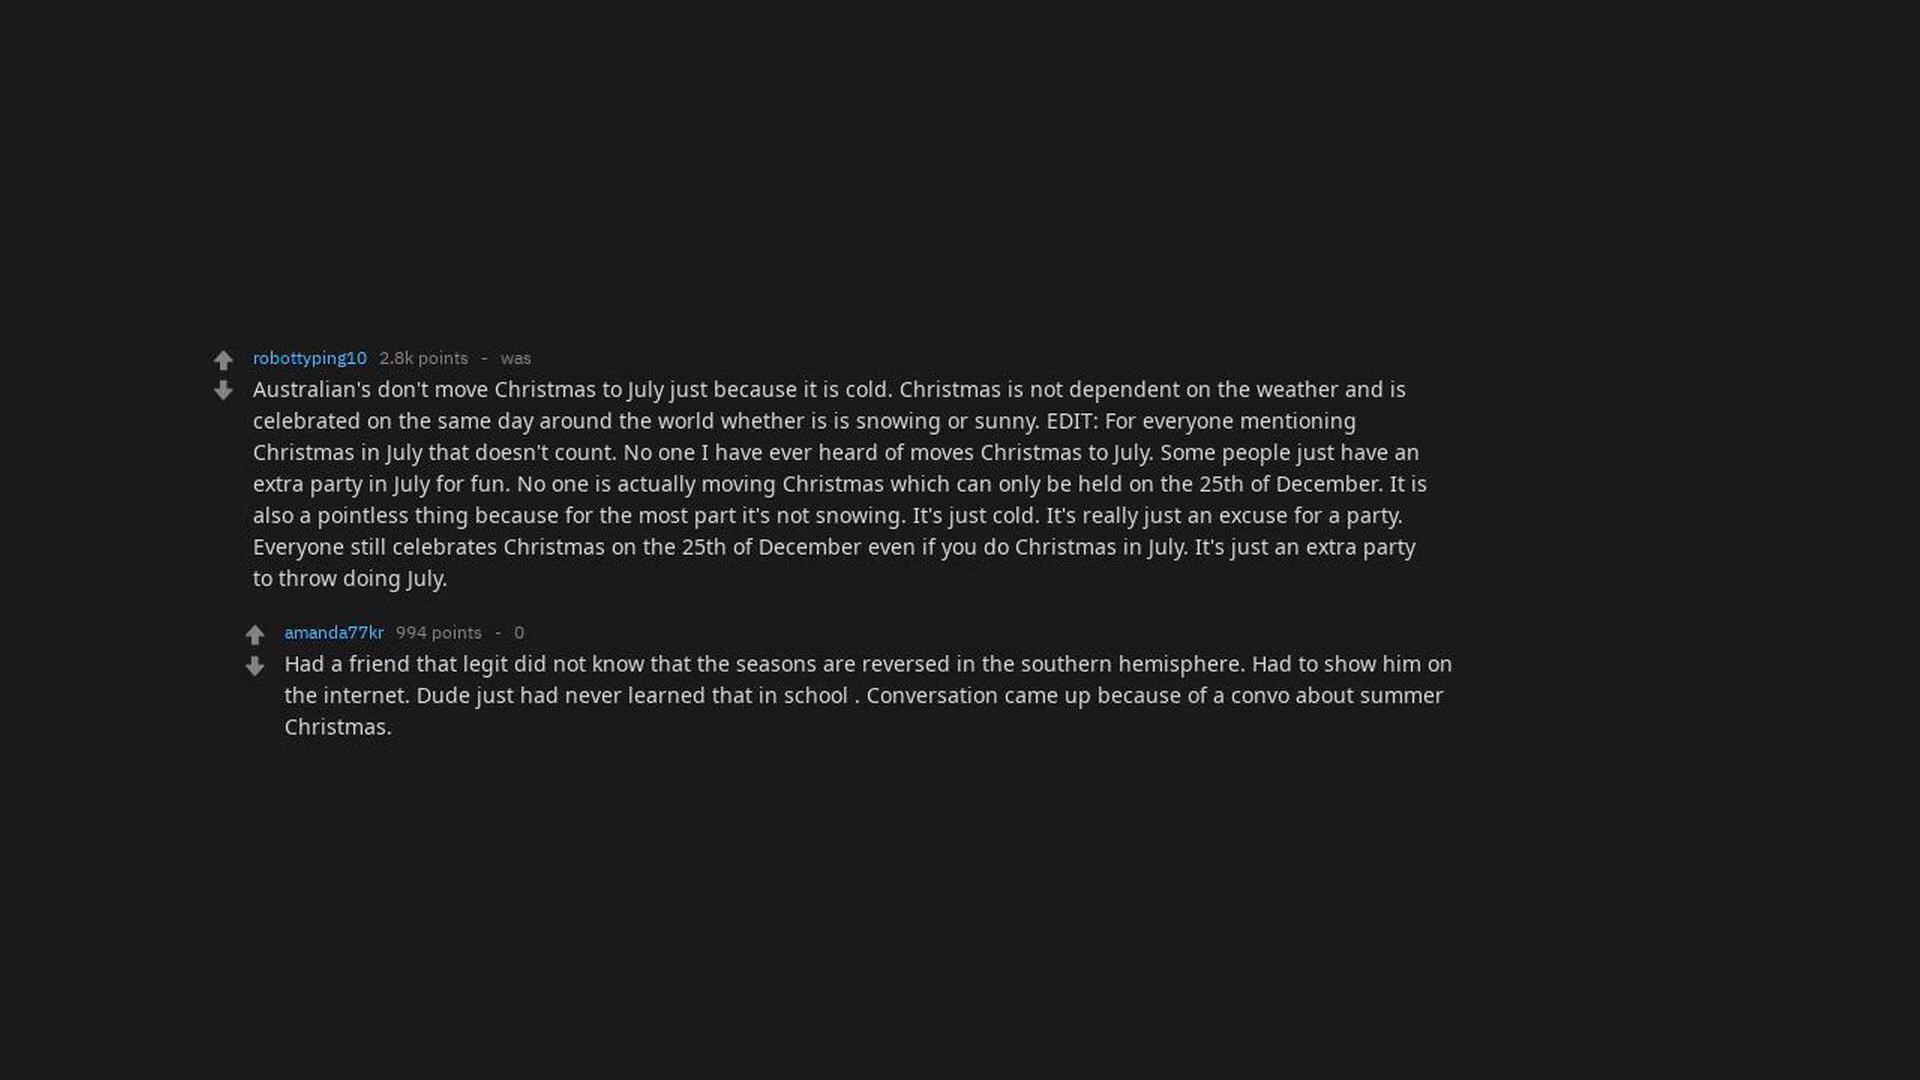 robottyping10 2.8k points - was
Australian's don't move Christmas to July just because it is cold. Christmas is not dependent on the weather and is
celebrated on the same day around the world whether is is snowing or sunny. EDIT: For everyone mentioning
Christmas in July that doesn't count. No one I have ever heard of moves Christmas to July. Some people just have an
extra party in July for fun. No one is actually moving Christmas which can only be held on the 25th of December. It is
also a pointless thing because for the most part it's not snowing. It's just cold. It's really just an excuse for a party.
Everyone still celebrates Christmas on the 25th of December even if you do Christmas in July. It's just an extra party
to throw doing July.
amanda77kr 994 points - 0
Had a friend that legit did not know that the seasons are reversed in the southern hemisphere. Had to show him on
the internet. Dude just had never learned that in school . Conversation came up because of a convo about summer
Christmas.